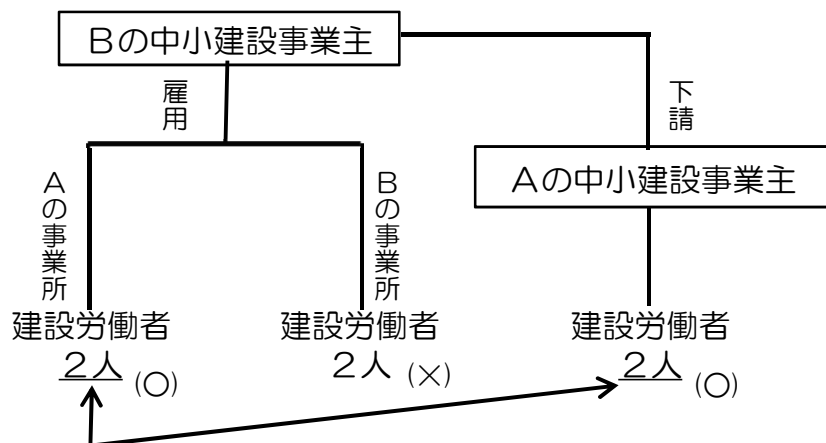 Ｂの中小建設事業主
雇用
下請
Ａの中小建設事業主
Ａの事業所
Ｂの事業所
建設労働者
２人 (〇)
建設労働者
２人 (×)
建設労働者
２人 (〇)